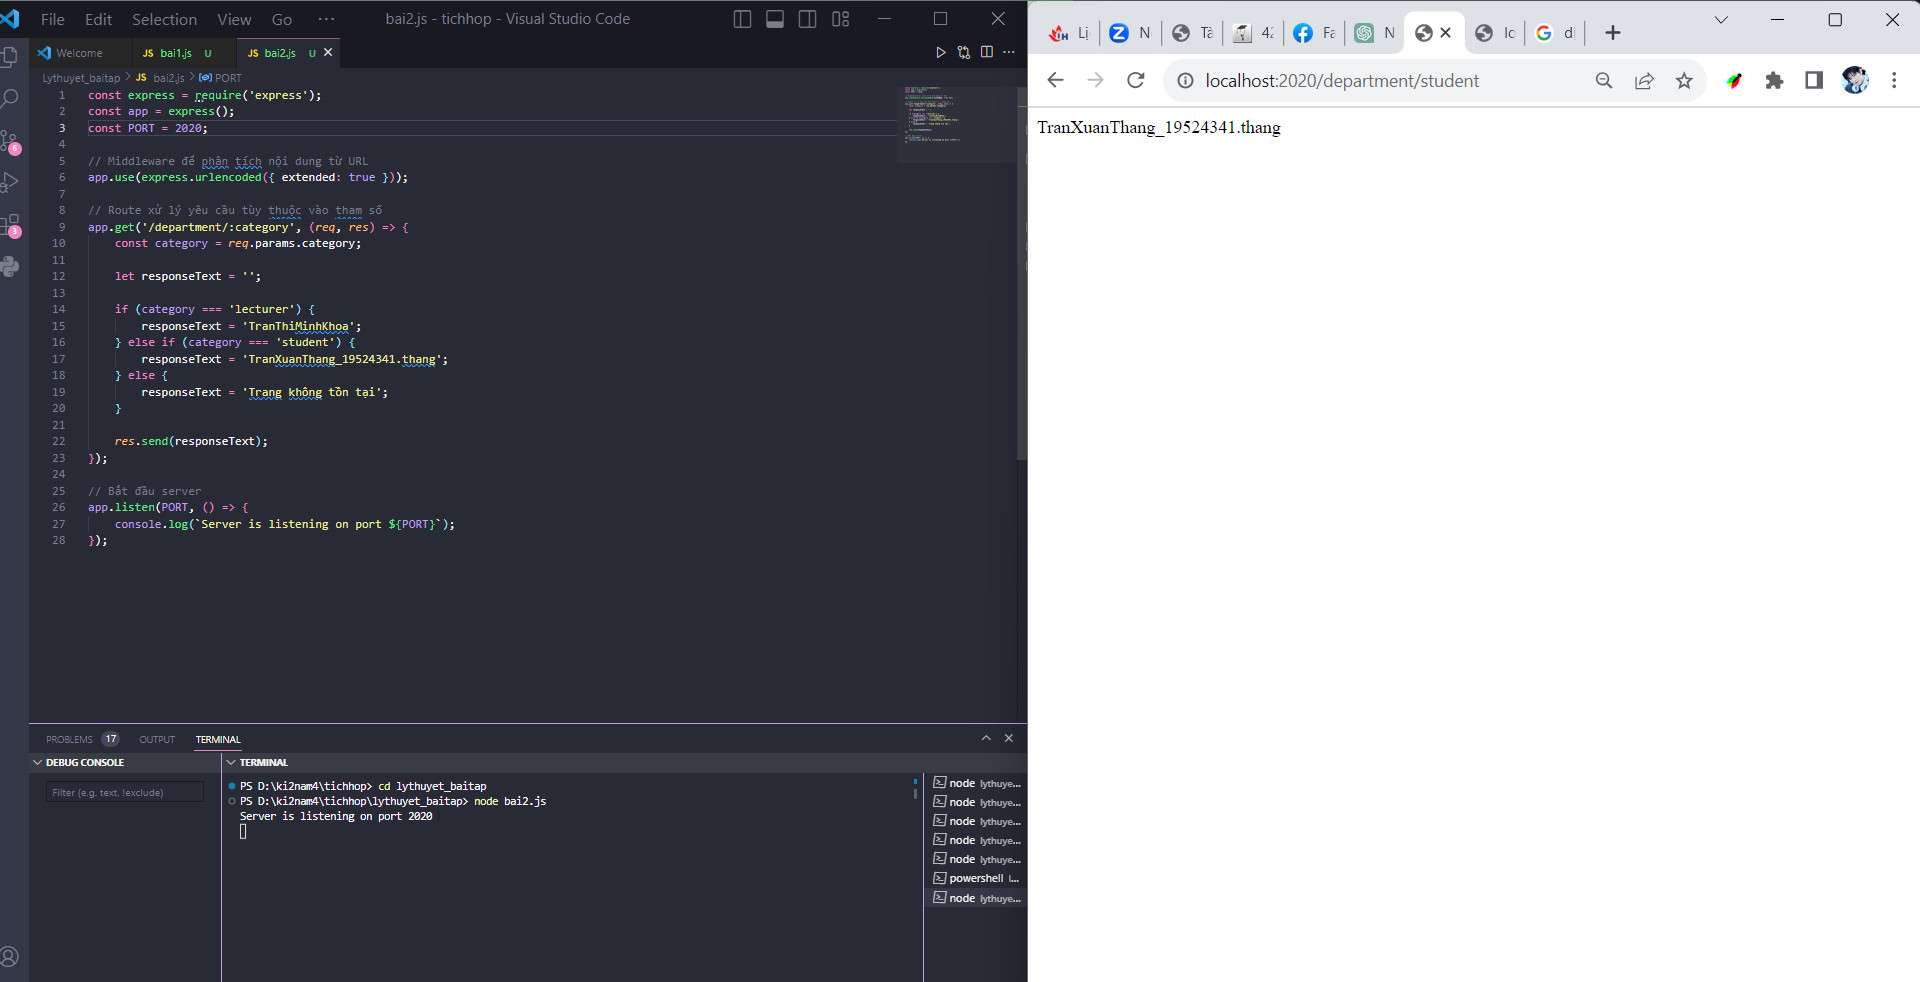 File Edit Selection View Go ··· bai2.js - tichhop - Visual Studio Code
Welcome JS bai1.js U JS bai2.js U
Lythuyet_baitap > JS bai2.js > PORT
1 const express = require('express');
2 const app = express();
3 const PORT = 2020;
4
5 // Middleware để phân tích nội dung từ URL
6 app.use(express.urlencoded({ extended: true }));
7
8 // Route xử lý yêu cầu tùy thuộc vào tham số
9 app.get('/department/:category', (req, res) => {
10 const category = req.params.category;
11
12 let responseText = '';
13
14 if (category === 'lecturer') {
15 responseText = 'TranThiMinhKhoa';
16 } else if (category === 'student') {
17 responseText = 'TranXuanThang_19524341.thang';
18 } else {
19 responseText = 'Trang không tồn tại';
20 }
21
22 res.send(responseText);
23 });
24
25 // Bắt đầu server
26 app.listen(PORT, () => {
27 console.log(`Server is listening on port ${PORT}`);
28 });
6
3
PROBLEMS 17 OUTPUT TERMINAL
DEBUG CONSOLE
Filter (e.g. text, !exclude)
TERMINAL
PS D:\ki2nam4\tichhop> cd lythuyet_baitap
PS D:\ki2nam4\tichhop\lythuyet_baitap> node bai2.js
Server is listening on port 2020
node lythuye...
node lythuye...
node lythuye...
node lythuye...
node lythuye...
powershell l...
node lythuye...
Lị N Tà 42 Fa N Ic di
localhost:2020/department/student
TranXuanThang_19524341.thang